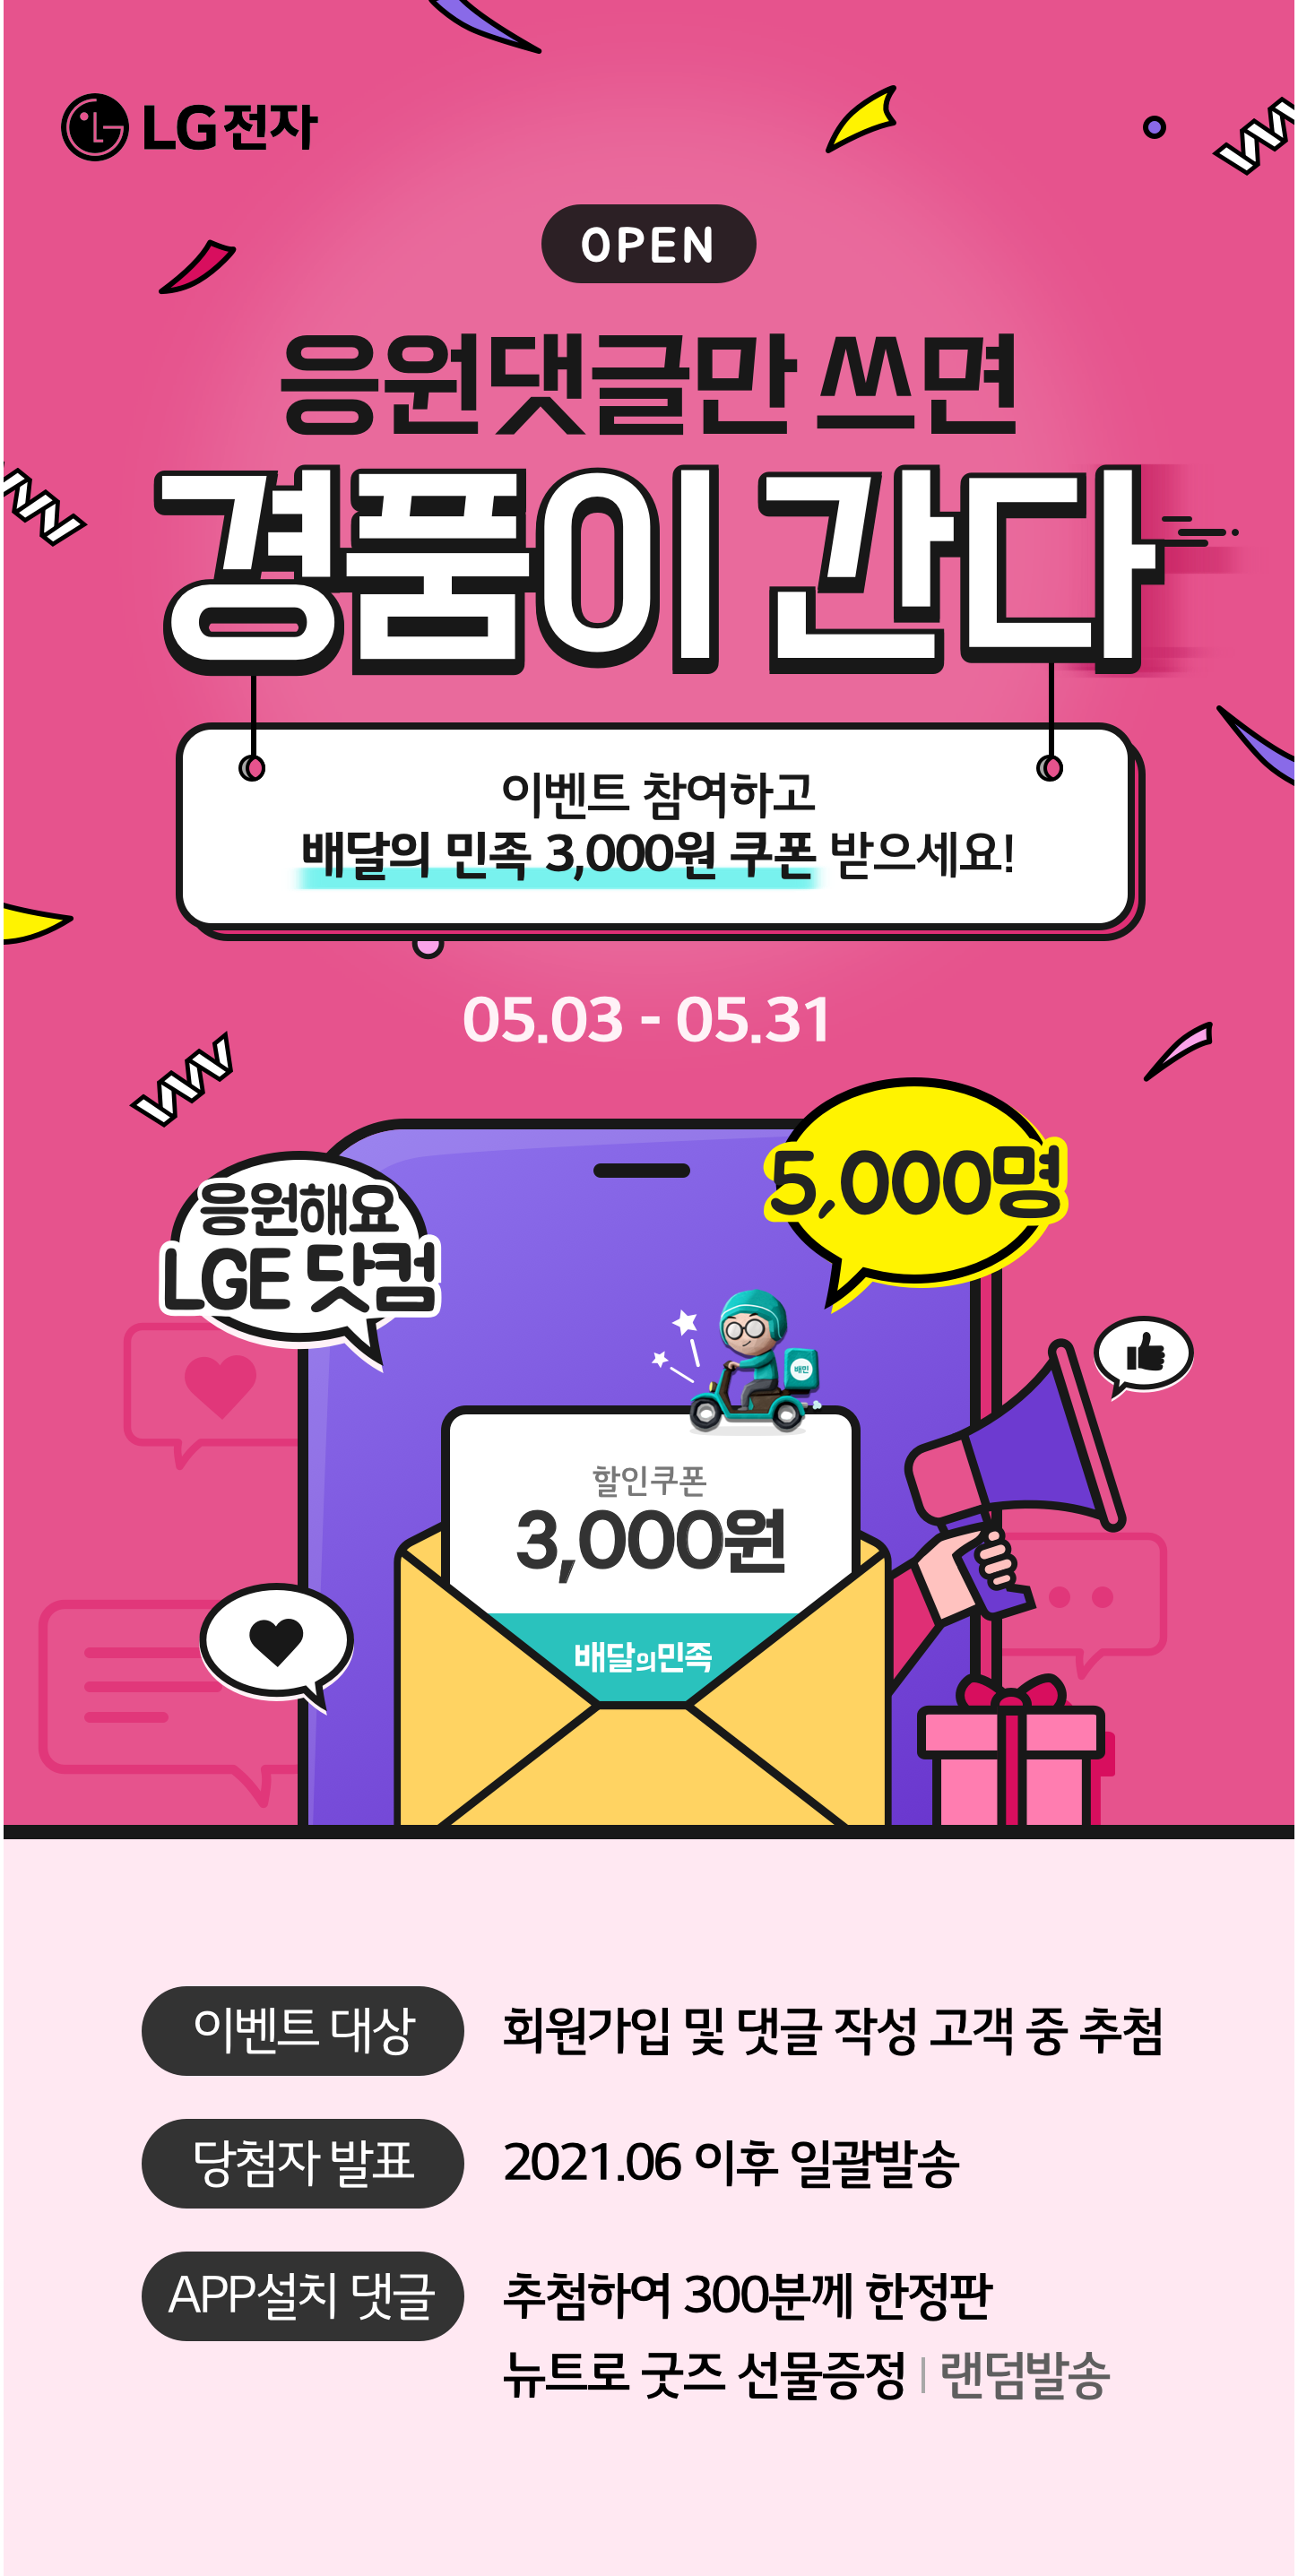 LG전자
OPEN
응원댓글만 쓰면
경품이 간다
이벤트 참여하고
배달의 민족 3,000원 쿠폰 받으세요!
05.03 - 05.31
5,000명
응원해요
LGE 닷컴
배민
할인쿠폰
3,000원
배달의민족
이벤트 대상 회원가입 및 댓글 작성 고객 중 추첨
당첨자 발표 2021.06 이후 일괄발송
APP설치 댓글 추첨하여 300분께 한정판
뉴트로 굿즈 선물증정 | 랜덤발송